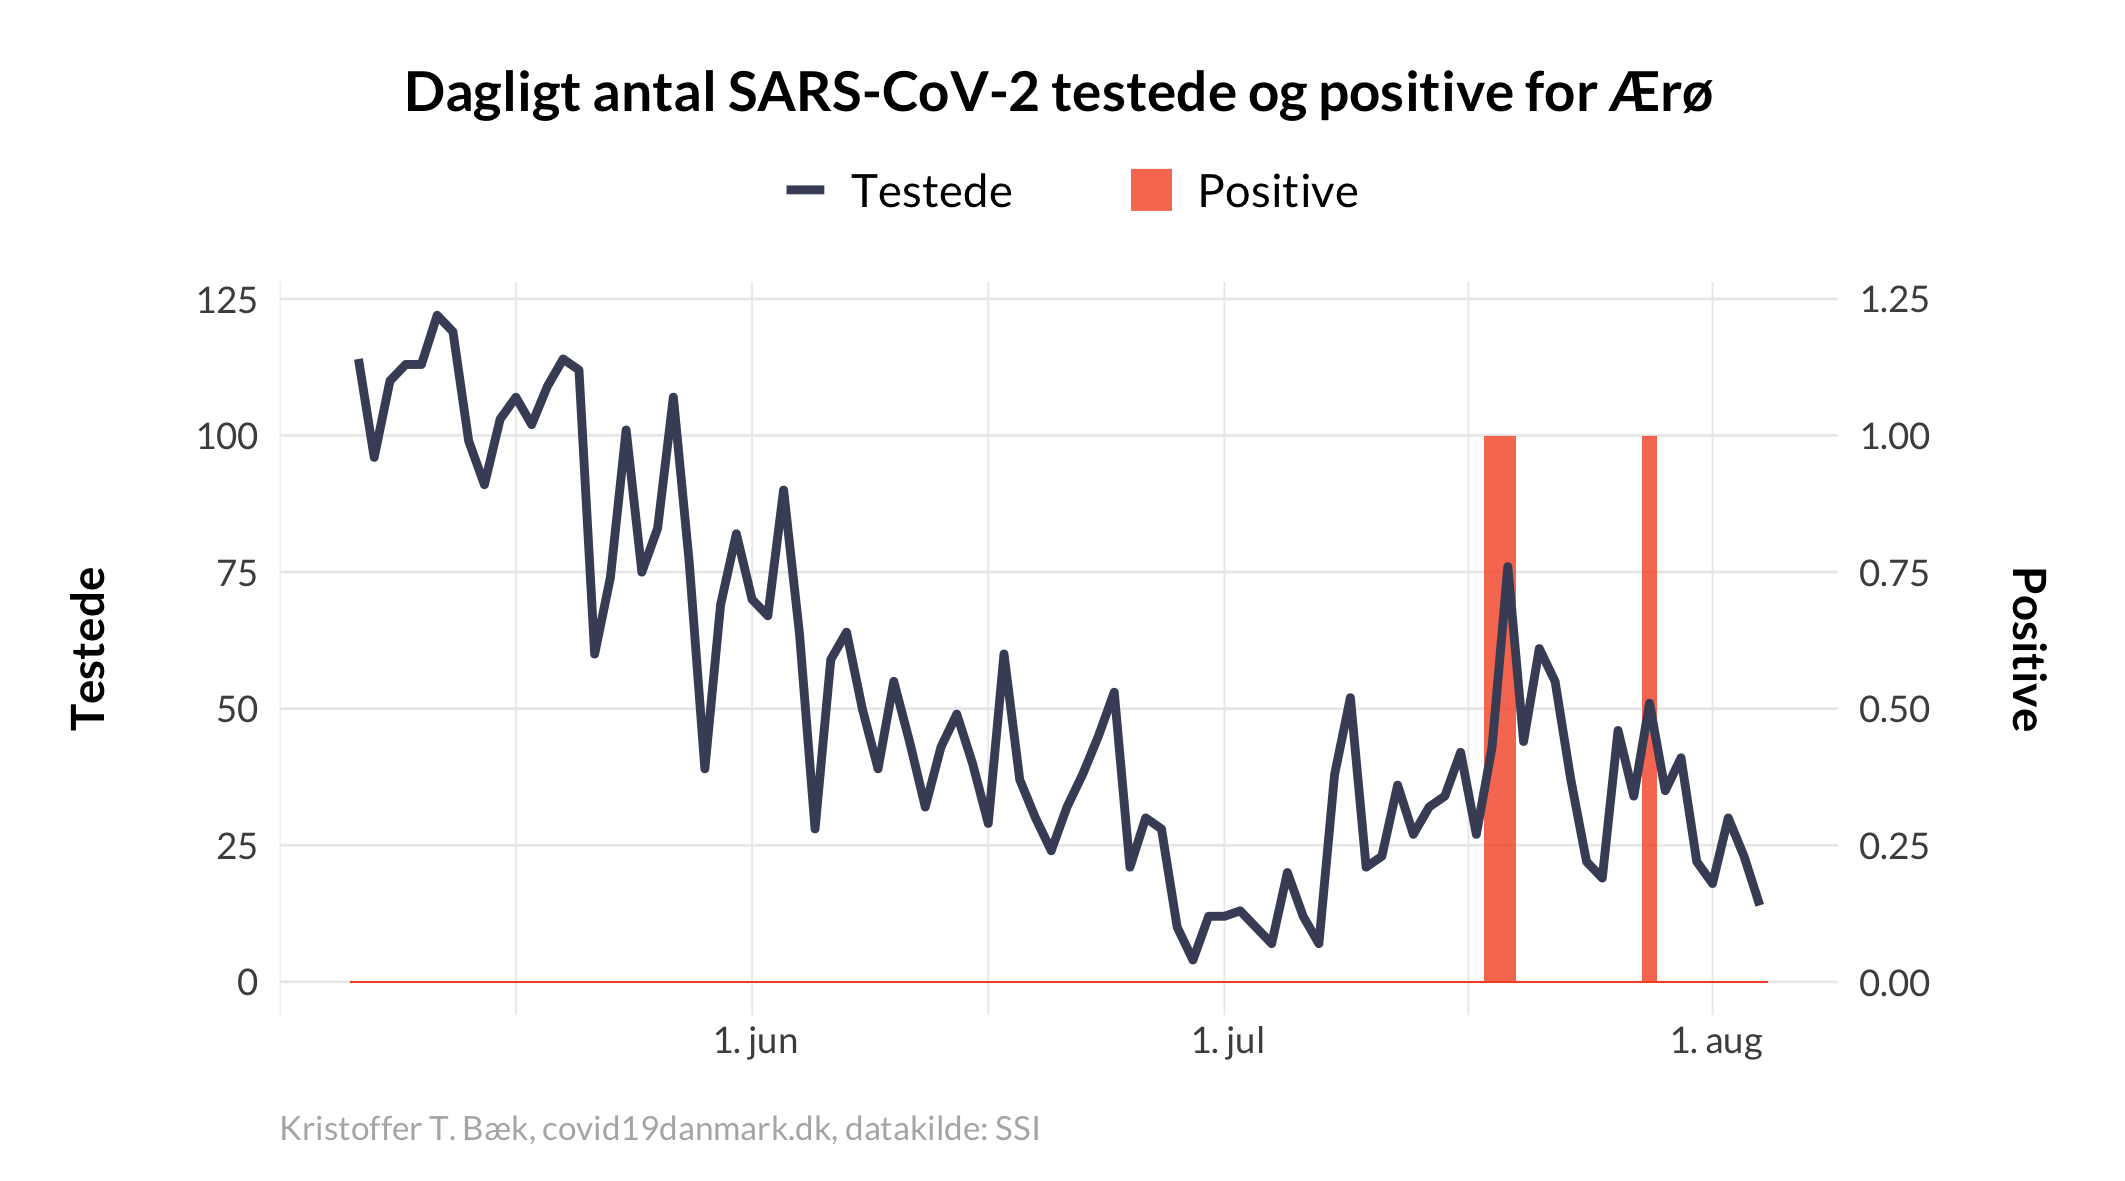 Dagligt antal SARS-CoV-2 testede og positive for Ærø
Testede Positive
125 1.25
100 1.00
75 0.75
50 0.50
25 0.25
0 0.00
Testede
Positive
1. jun 1. jul 1. aug
Kristoffer T. Bæk, covid19danmark.dk, datakilde: SSI